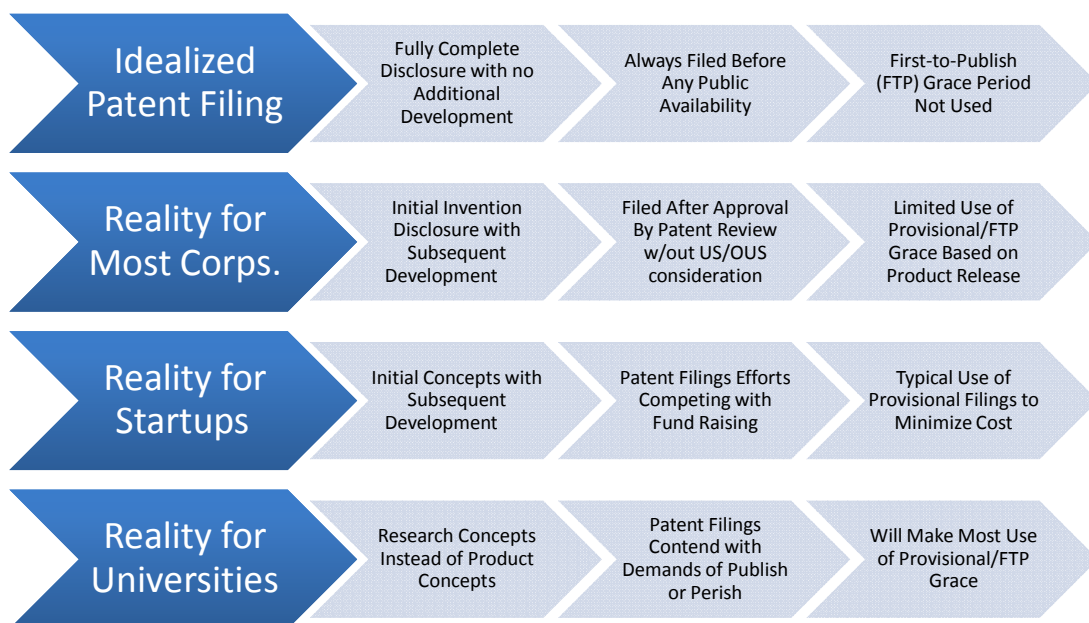 Idealized
Patent Filing
Fully Complete
Disclosure with no
Additional
Development
Always Filed Before
Any Public
Availability
First-to-Publish
(FTP) Grace Period
Not Used
Reality for
Most Corps.
Initial Invention
Disclosure with
Subsequent
Development
Filed After Approval
By Patent Review
w/out US/OUS
consideration
Limited Use of
Provisional/FTP
Grace Based on
Product Release
Reality for
Startups
Initial Concepts with
Subsequent
Development
Patent Filings Efforts
Competing with
Fund Raising
Typical Use of
Provisional Filings to
Minimize Cost
Reality for
Universities
Research Concepts
Instead of Product
Concepts
Patent Filings
Contend with
Demands of Publish
or Perish
Will Make Most Use
of Provisional/FTP
Grace